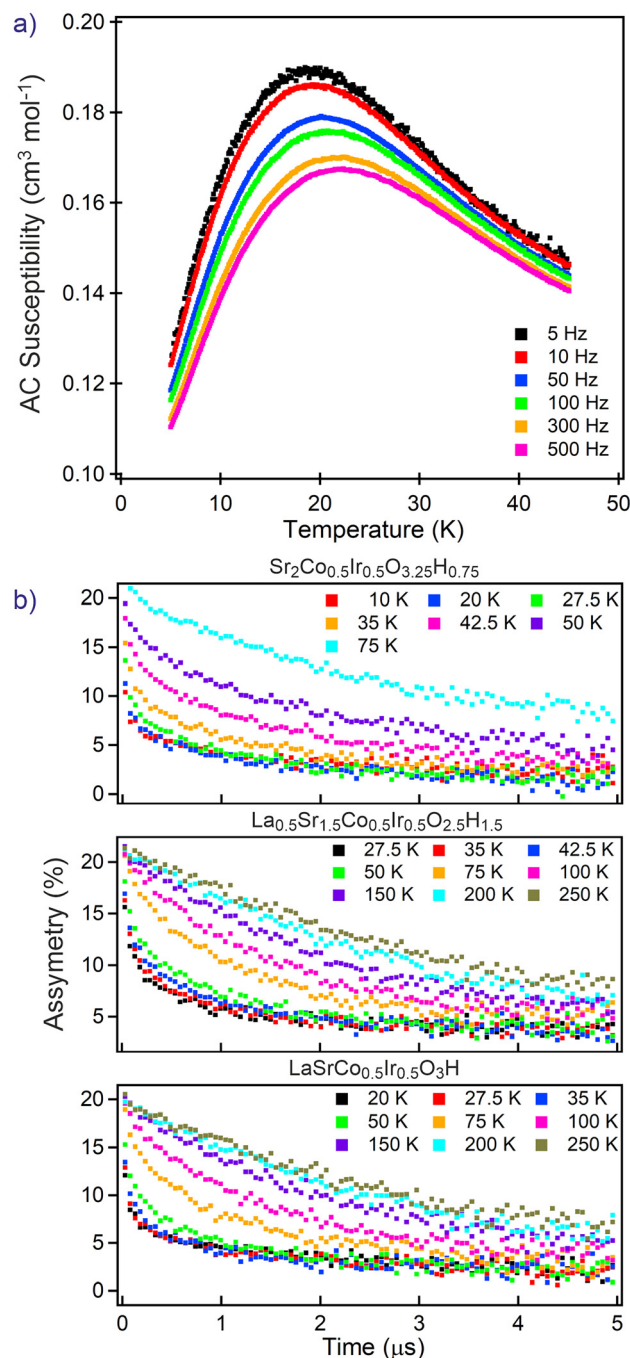 a)
0.20
0.18
0.16
0.14
0.12
0.10
AC Susceptibility (cm³ mol⁻¹)
5 Hz
10 Hz
50 Hz
100 Hz
300 Hz
500 Hz
0 10 20 30 40 50
Temperature (K)
b)
Sr₂Co₀.₅Ir₀.₅O₃.₂₅H₀.₇₅
20
15
10
5
0
10 K 20 K 27.5 K
35 K 42.5 K 50 K
75 K
La₀.₅Sr₁.₅Co₀.₅Ir₀.₅O₂.₅H₁.₅
20
15
10
5
Assymetry (%)
27.5 K 35 K 42.5 K
50 K 75 K 100 K
150 K 200 K 250 K
LaSrCo₀.₅Ir₀.₅O₃H
20
15
10
5
0
20 K 27.5 K 35 K
50 K 75 K 100 K
150 K 200 K 250 K
0 1 2 3 4 5
Time (μs)